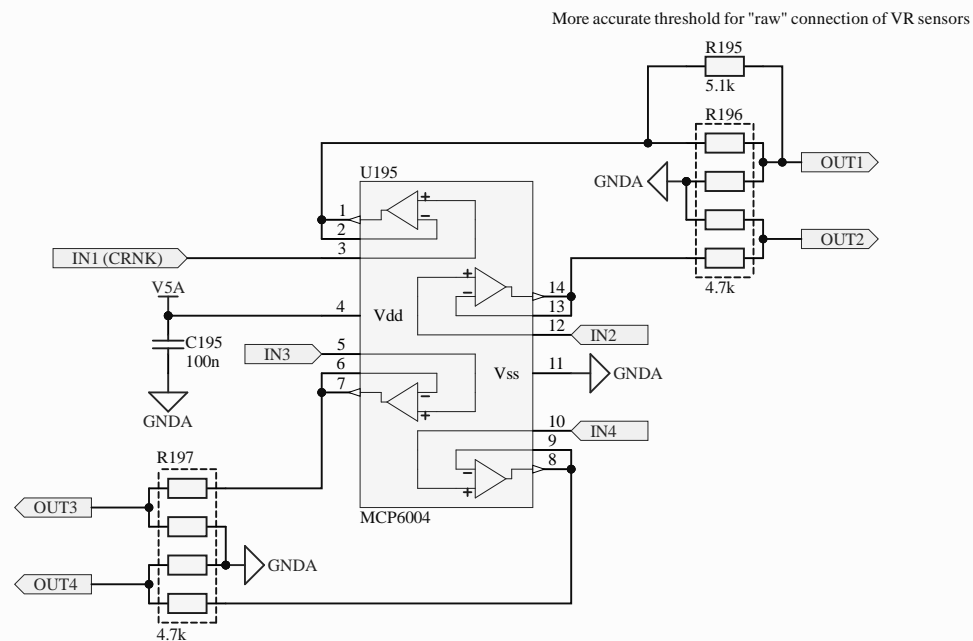 More accurate threshold for "raw" connection of VR sensors
R195
5.1k
R196
OUT1
GNDA
U195
+
1
−
2
3
IN1 (CRNK)
OUT2
+
14
−
13
4.7k
V5A
4
Vdd
12
IN2
C195
5
100n
IN3
6
Vss
11
GNDA
7
−
GNDA
+
10
IN4
9
R197
−
8
+
OUT3
MCP6004
GNDA
OUT4
4.7k